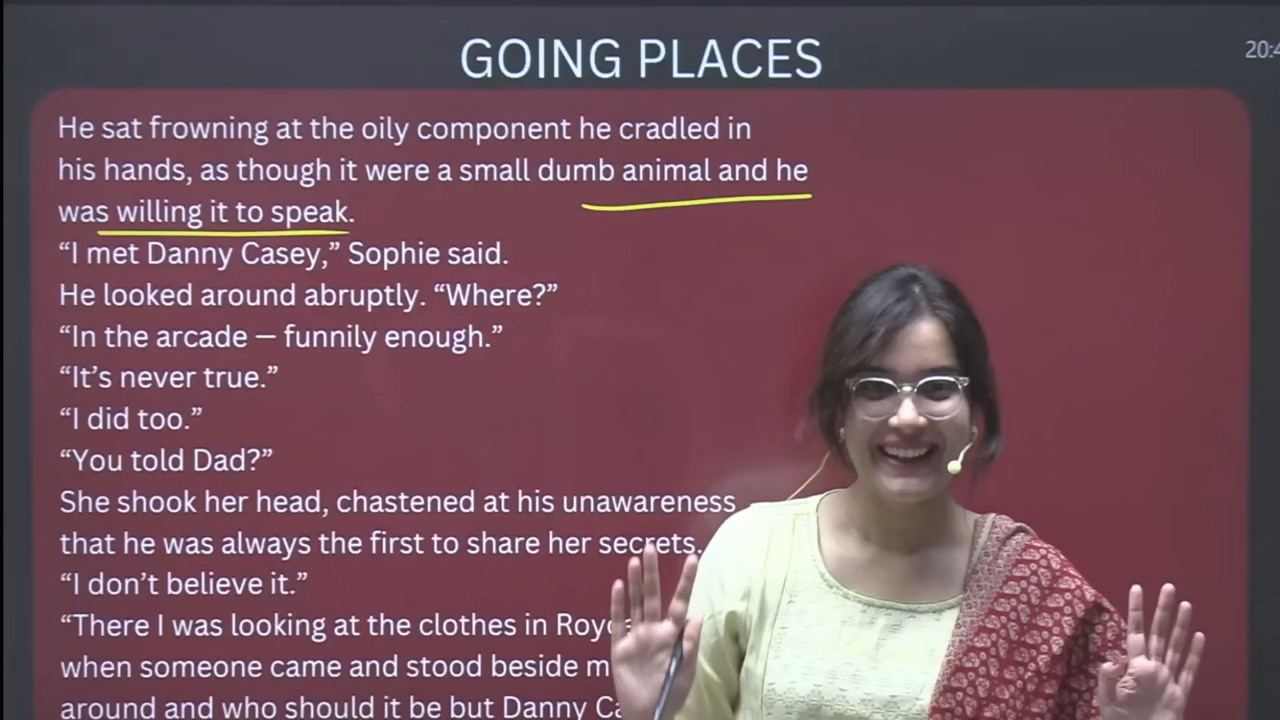 GOING PLACES
20:4
He sat frowning at the oily component he cradled in
his hands, as though it were a small dumb animal and he
was willing it to speak.
“I met Danny Casey,” Sophie said.
He looked around abruptly. “Where?”
“In the arcade — funnily enough.”
“It’s never true.”
“I did too.”
“You told Dad?”
She shook her head, chastened at his unawareness
that he was always the first to share her secrets.
“I don’t believe it.”
“There I was looking at the clothes in
when someone came and stood beside
around and who should it be but Danny